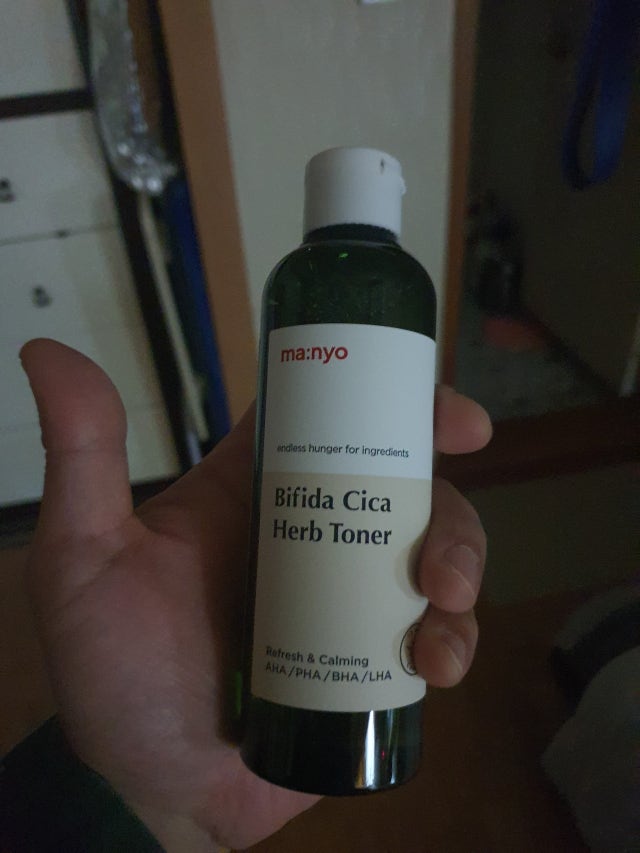 ma:nyo
endless hunger for ingredients
Bifida Cica
Herb Toner
Refresh & Calming
AHA/PHA/BHA/LHA